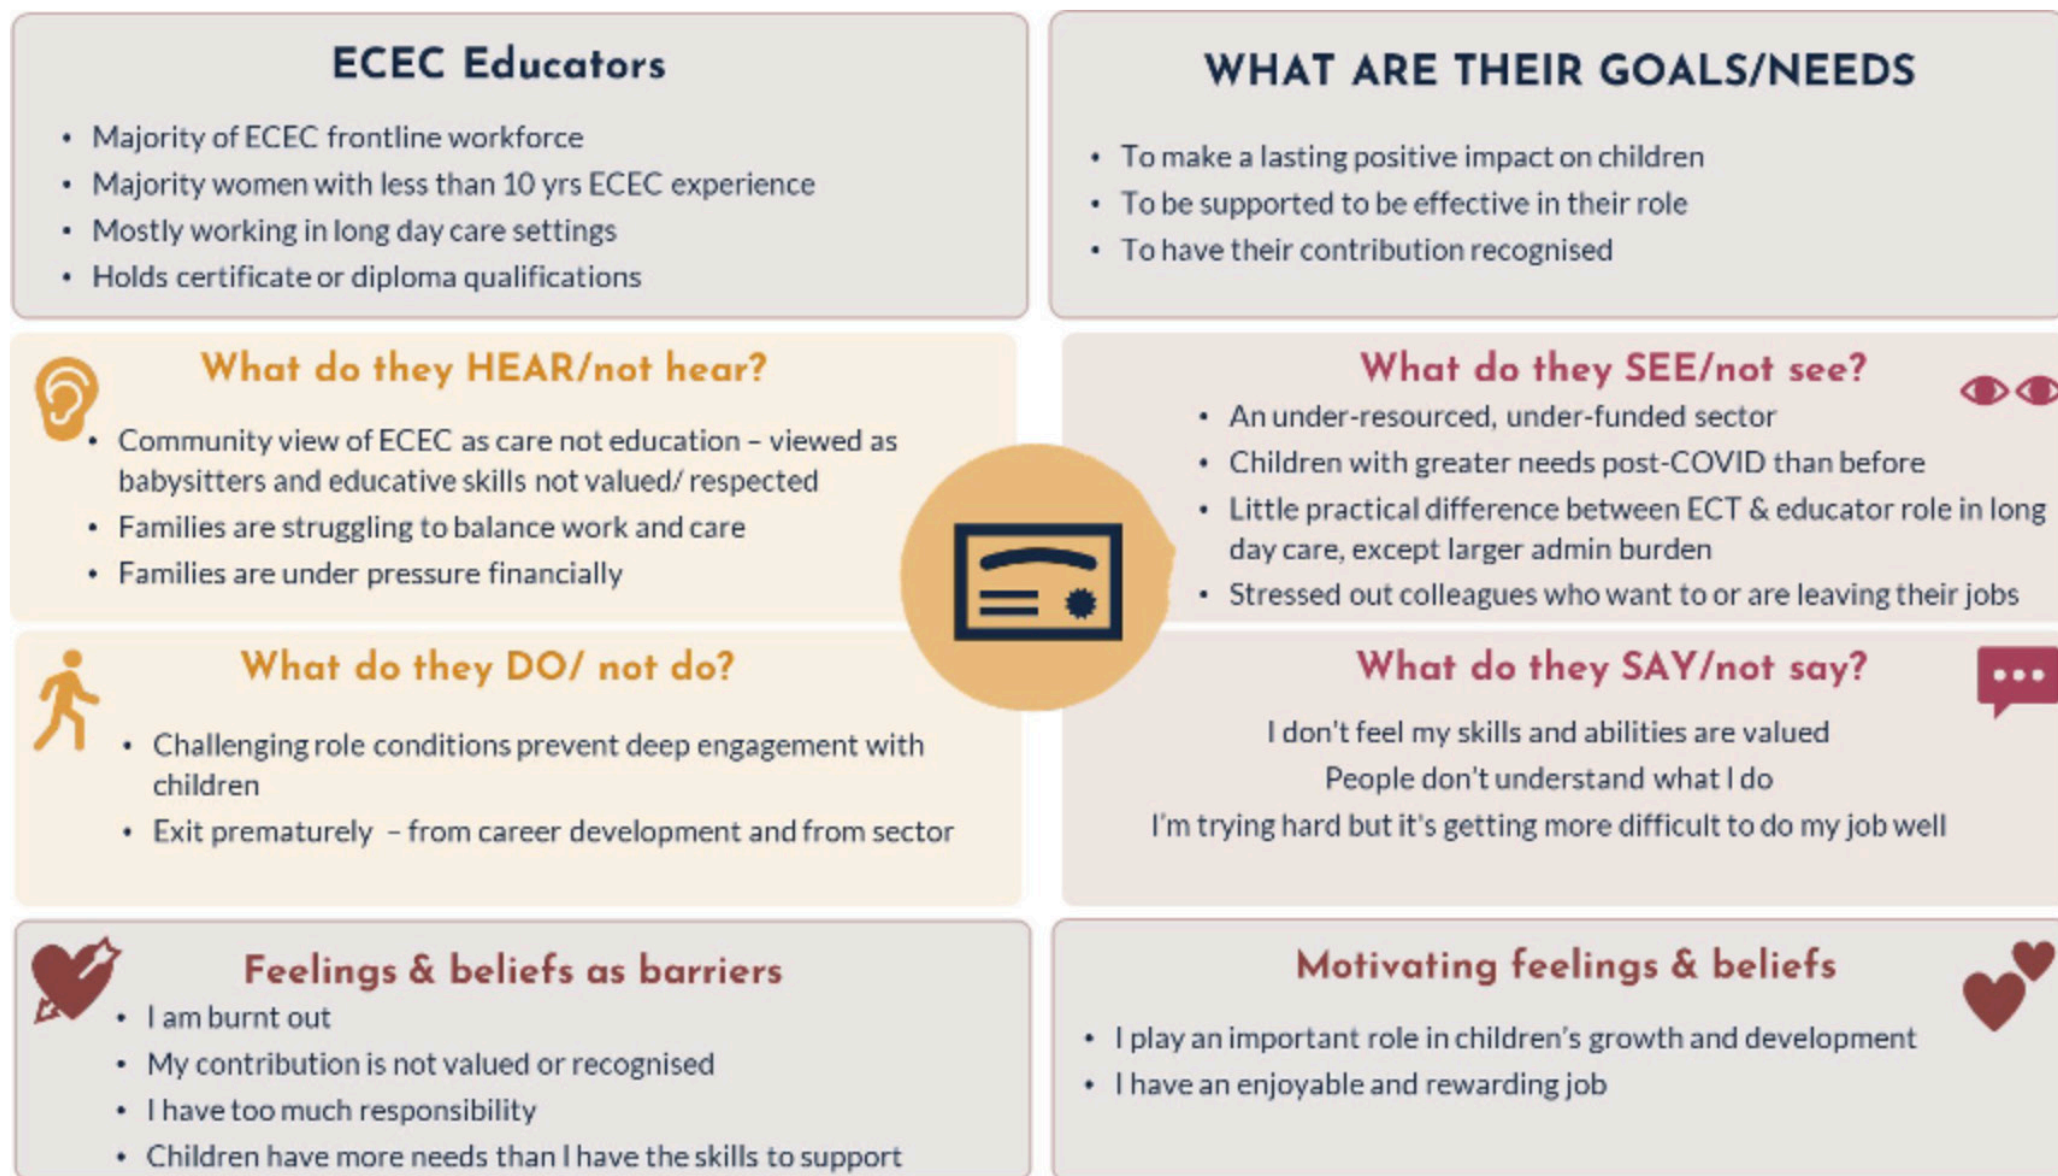 ECEC Educators
• Majority of ECEC frontline workforce
• Majority women with less than 10 yrs ECEC experience
• Mostly working in long day care settings
• Holds certificate or diploma qualifications
WHAT ARE THEIR GOALS/NEEDS
• To make a lasting positive impact on children
• To be supported to be effective in their role
• To have their contribution recognised
What do they HEAR/not hear?
• Community view of ECEC as care not education – viewed as
babysitters and educative skills not valued/ respected
• Families are struggling to balance work and care
• Families are under pressure financially
What do they SEE/not see?
• An under-resourced, under-funded sector
• Children with greater needs post-COVID than before
• Little practical difference between ECT & educator role in long
day care, except larger admin burden
• Stressed out colleagues who want to or are leaving their jobs
What do they DO/ not do?
• Challenging role conditions prevent deep engagement with
children
• Exit prematurely – from career development and from sector
What do they SAY/not say?
I don't feel my skills and abilities are valued
People don't understand what I do
I'm trying hard but it's getting more difficult to do my job well
Feelings & beliefs as barriers
• I am burnt out
• My contribution is not valued or recognised
• I have too much responsibility
• Children have more needs than I have the skills to support
Motivating feelings & beliefs
• I play an important role in children's growth and development
• I have an enjoyable and rewarding job